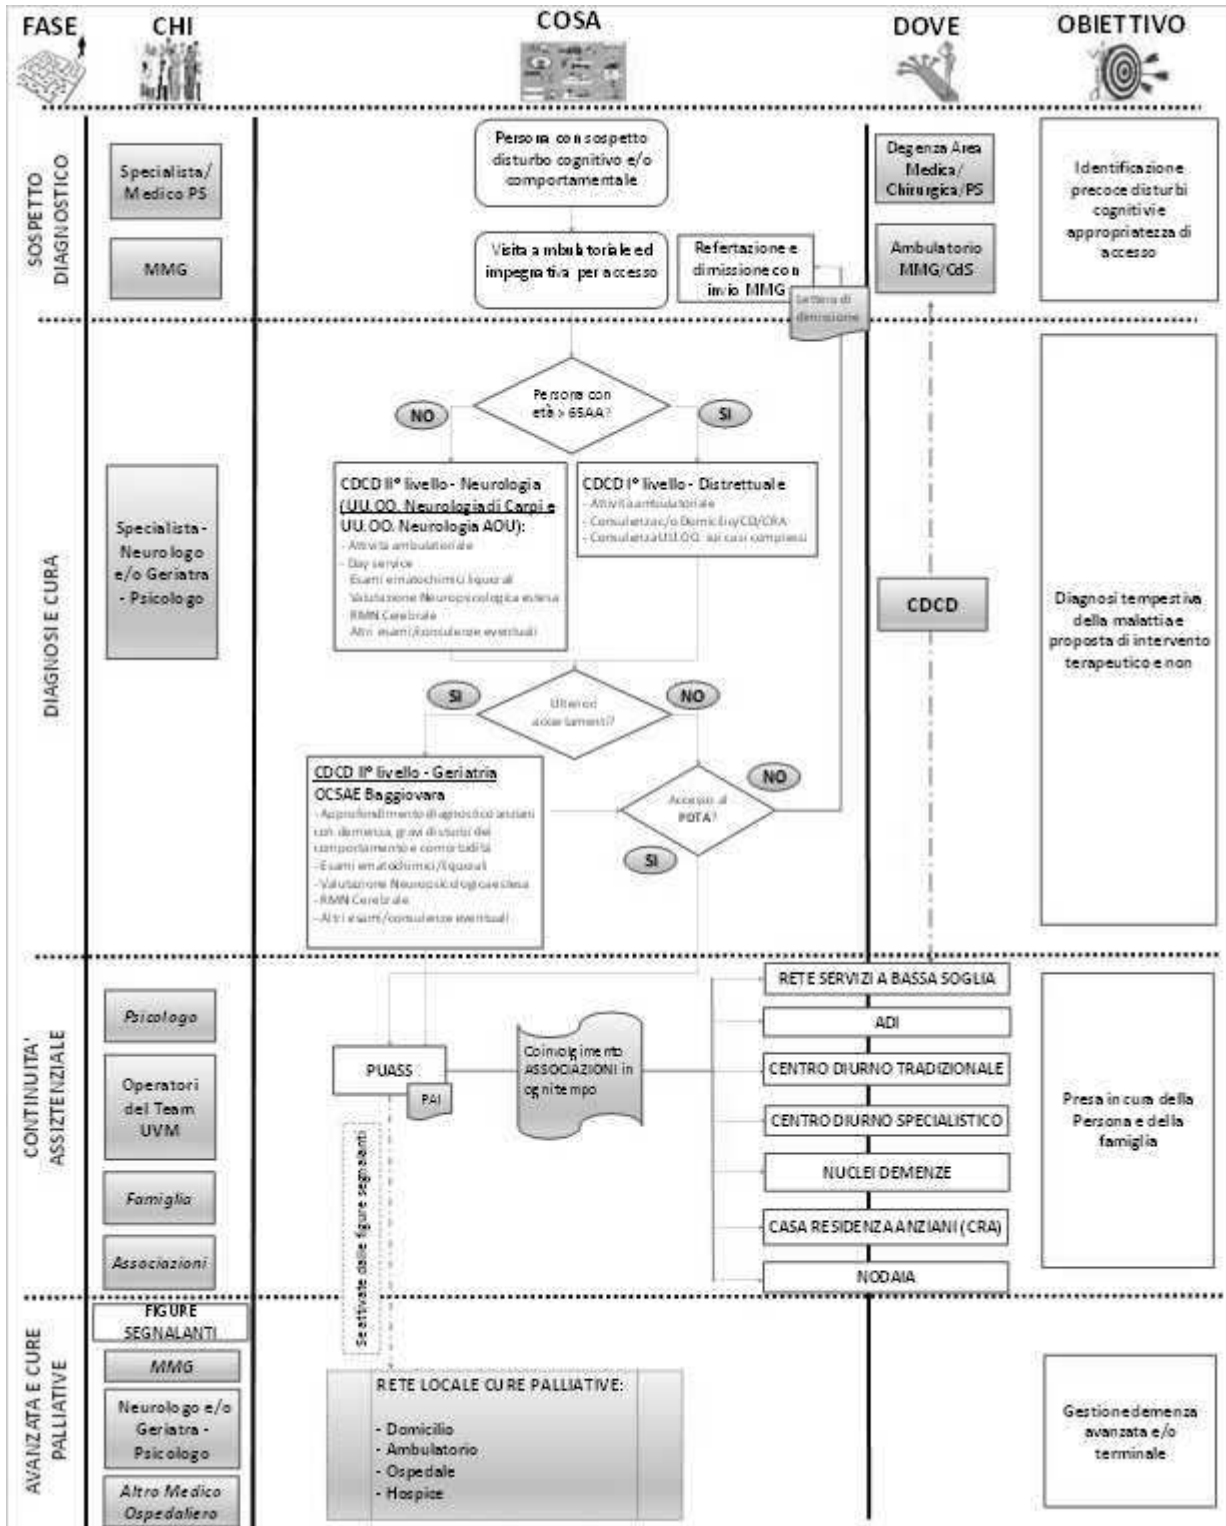 FASE
CHI
COSA
DOVE
OBIETTIVO
SOSPETTO
DIAGNOSTICO
Specialista/
Medico PS
MMG
Persona con sospetto
disturbo cognitivo e/o
comportamentale
Visita ambulatoriale ed
impegnativa per accesso
Refertazione e
dimissione con
invio MMG
Lettera di
dimissione
Degenza Area
Medica/
Chirurgica/PS
Ambulatorio
MMG/CdS
Identificazione
precoce disturbi
cognitivi e
appropriatezza di
accesso
DIAGNOSI E CURA
Specialista -
Neurologo
e/o Geriatra
- Psicologo
Persona con
età > 65AA?
NO
SI
CDCD II° livello - Neurologia
(UU.OO. Neurologia di Carpi e
UU.OO. Neurologia AOU):
- Attività ambulatoriale
- Day service
Esami ematochimici liquorali
Valutazione Neuropsicologica estesa
RMN Cerebrale
Altri esami/consulenze eventuali
CDCD I° livello - Distrettuale
- Attività ambulatoriale
- Consulenza c/o Domicilio/CD/CRA
- Consulenza UU.OO. sui casi complessi
SI
NO
Ulteriori
accertamenti?
CDCD II° livello - Geriatria
OCSAE Baggiovara
- Approfondimento diagnostico anziani
con demenza, gravi disturbi del
comportamento e comorbidità
- Esami ematochimici/liquorali
- Valutazione Neuropsicologica estesa
- RMN Cerebrale
- Altri esami/consulenze eventuali
Accesso al
PDTA?
NO
SI
CDCD
Diagnosi tempestiva
della malattia e
proposta di intervento
terapeutico e non
CONTINUITA'
ASSIZTENZIALE
Psicologo
Operatori
del Team
UVM
Famiglia
Associazioni
PUASS
PAI
Coinvolgimento
ASSOCIAZIONI in
ogni tempo
Se attivate dalle figure segnalanti
RETE SERVIZI A BASSA SOGLIA
ADI
CENTRO DIURNO TRADIZIONALE
CENTRO DIURNO SPECIALISTICO
NUCLEI DEMENZE
CASA RESIDENZA ANZIANI (CRA)
NODAIA
Presa in cura della
Persona e della
famiglia
AVANZATA E CURE
PALLIATIVE
FIGURE
SEGNALANTI
MMG
Neurologo e/o
Geriatra -
Psicologo
Altro Medico
Ospedaliero
RETE LOCALE CURE PALLIATIVE:
- Domicilio
- Ambulatorio
- Ospedale
- Hospice
Gestione demenza
avanzata e/o
terminale